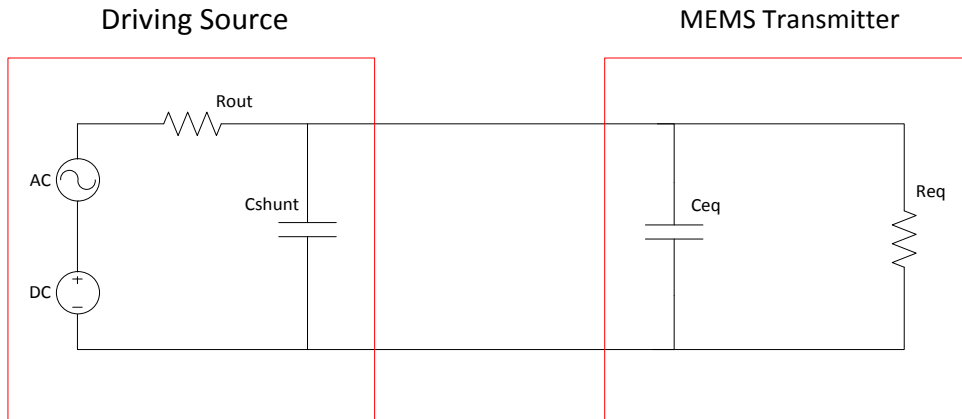 Driving Source
MEMS Transmitter
Rout
AC
Cshunt
Ceq
Req
DC
+
−